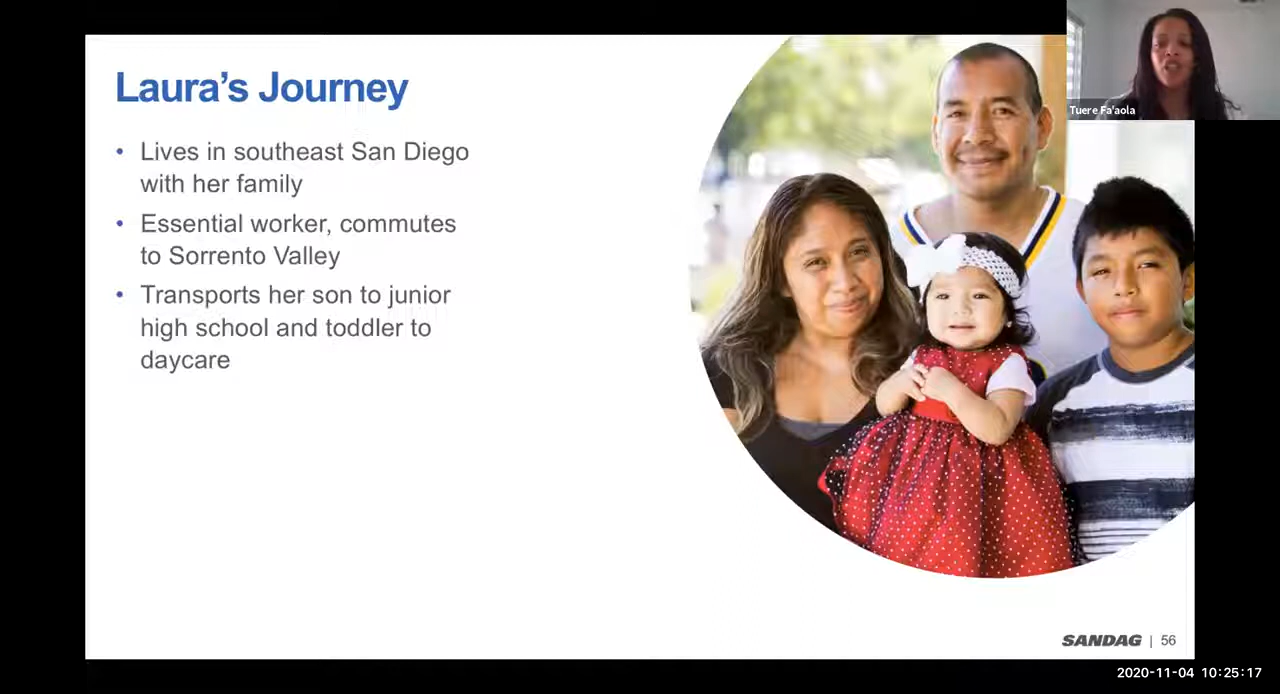 Laura’s Journey
• Lives in southeast San Diego
with her family
• Essential worker, commutes
to Sorrento Valley
• Transports her son to junior
high school and toddler to
daycare
Tuere Fa'aola
SANDAG | 56
2020-11-04 10:25:17